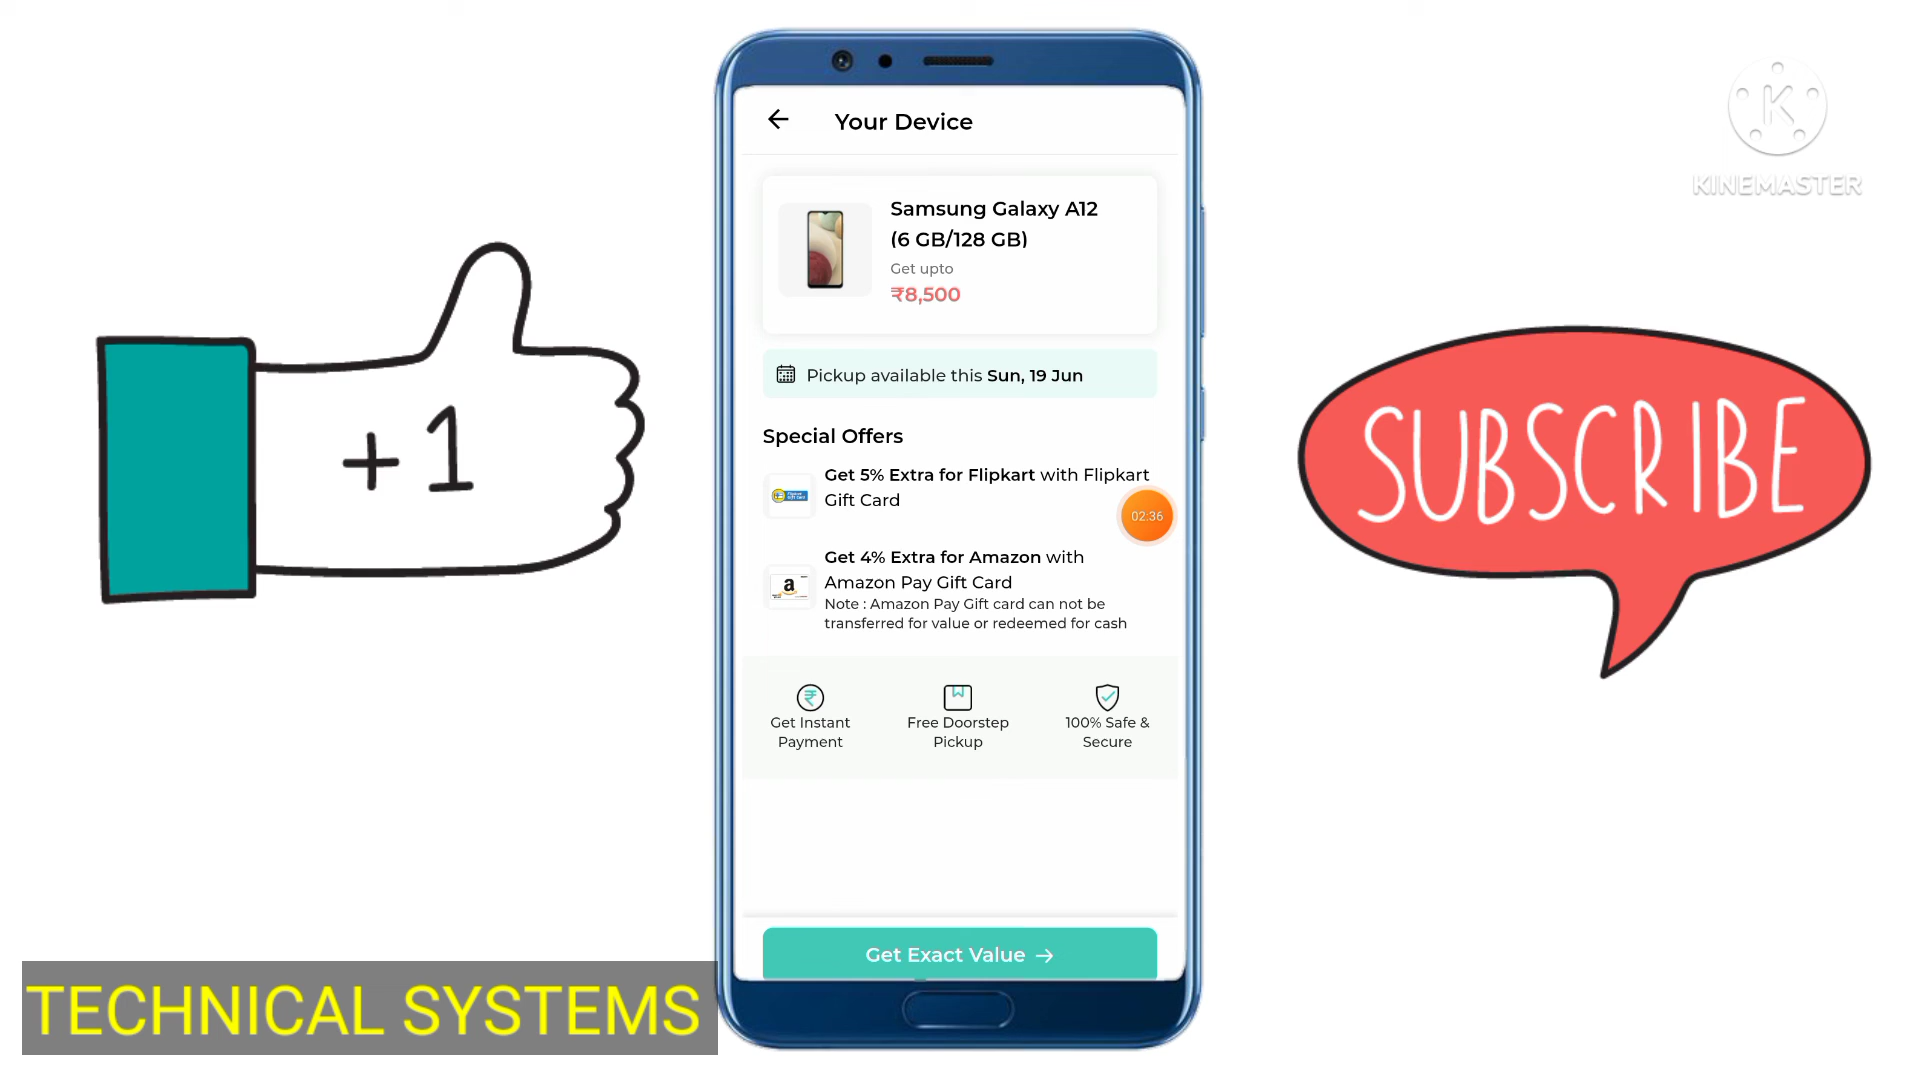 Your Device
Samsung Galaxy A12
(6 GB/128 GB)
Get upto
₹8,500
Pickup available this Sun, 19 Jun
Special Offers
Get 5% Extra for Flipkart with Flipkart
Gift Card
02:36
Get 4% Extra for Amazon with
Amazon Pay Gift Card
Note : Amazon Pay Gift card can not be
transferred for value or redeemed for cash
Get Instant
Payment
Free Doorstep
Pickup
100% Safe &
Secure
Get Exact Value →
+1
K
KINEMASTER
SUBSCRIBE
TECHNICAL SYSTEMS